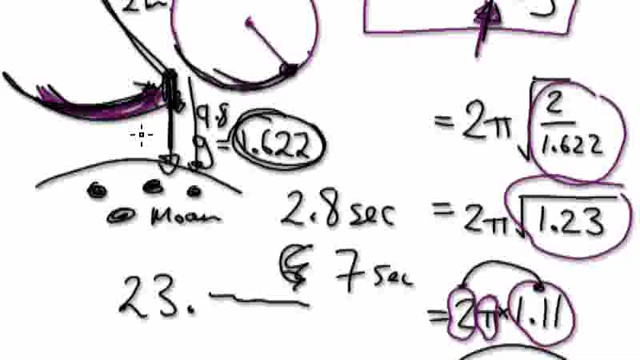 9.8
g = 1.622
Moon
2.8 sec
7 sec
23.
= 2π √(2/1.622)
= 2π √1.23
= 2π × 1.11